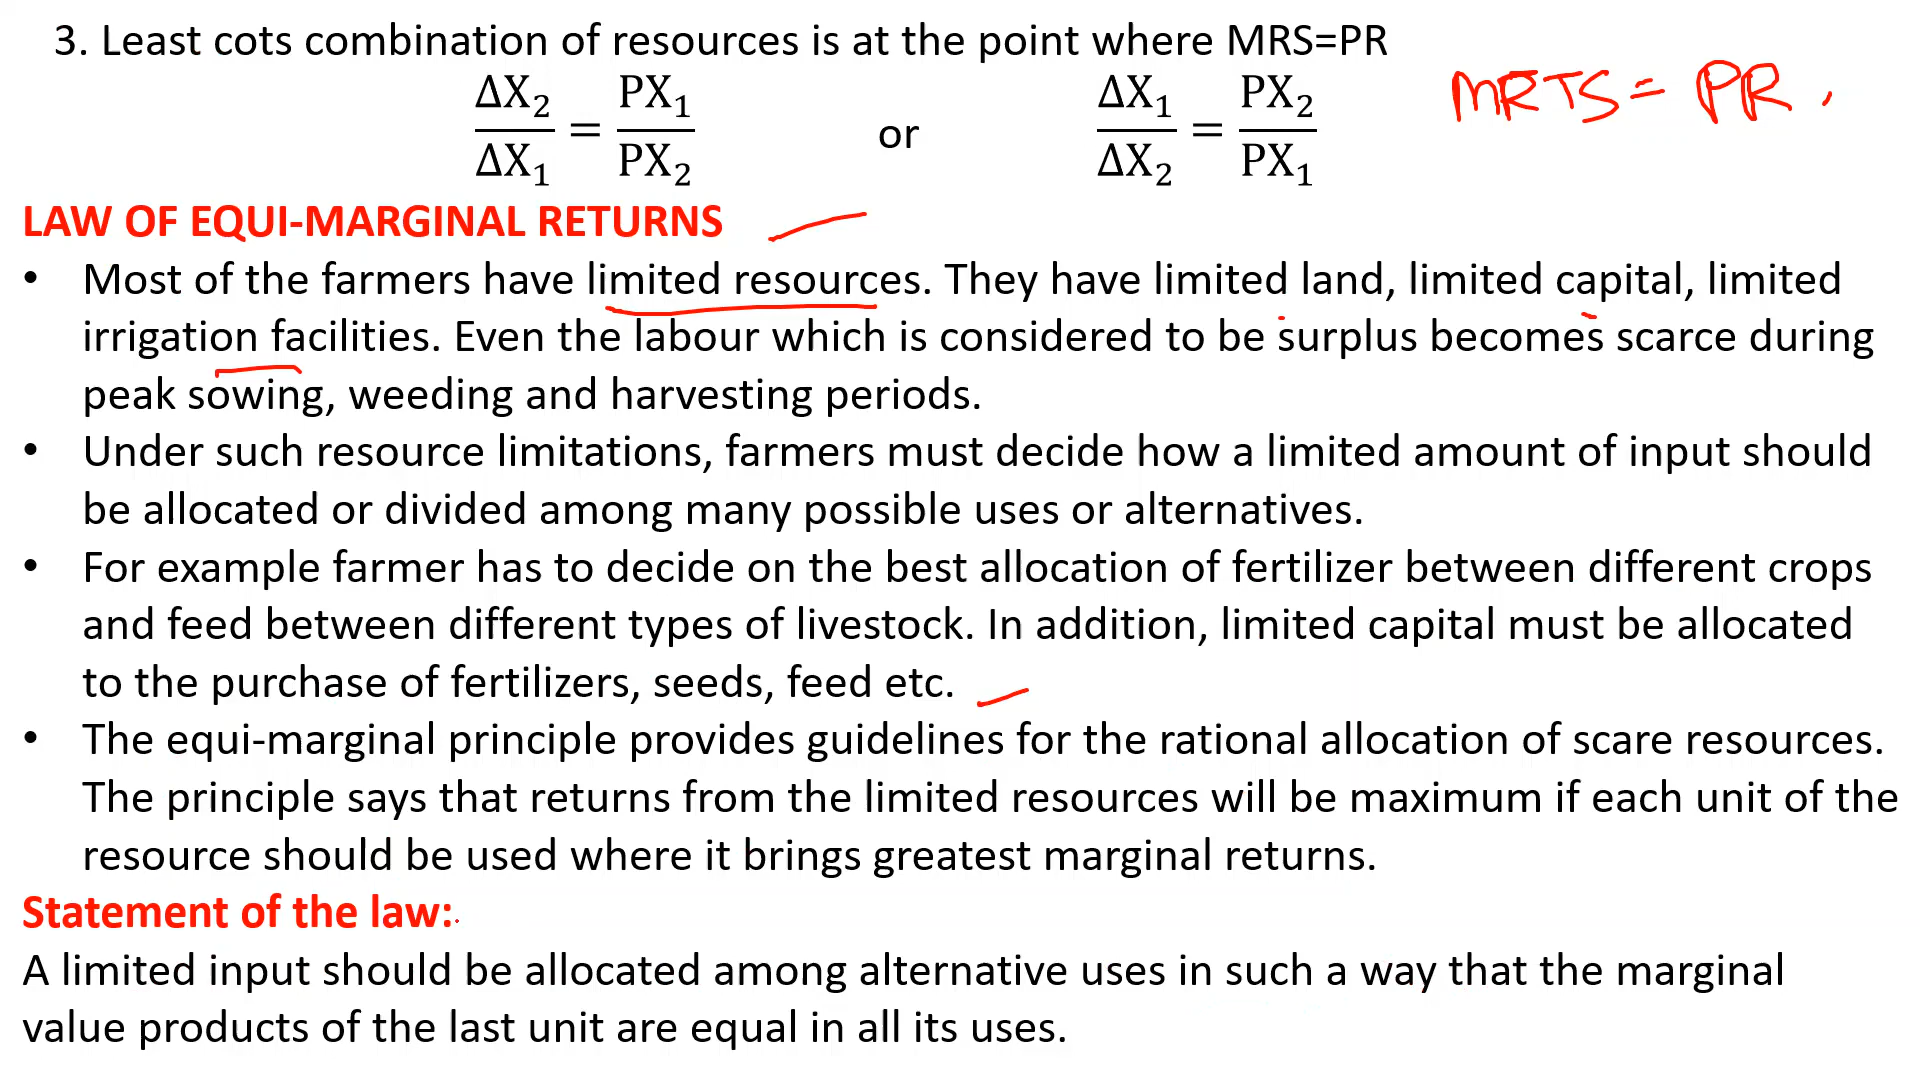 3. Least cots combination of resources is at the point where MRS=PR
ΔX₂/ΔX₁ = PX₁/PX₂ or ΔX₁/ΔX₂ = PX₂/PX₁
MRTS = PR,
LAW OF EQUI-MARGINAL RETURNS
• Most of the farmers have limited resources. They have limited land, limited capital, limited
irrigation facilities. Even the labour which is considered to be surplus becomes scarce during
peak sowing, weeding and harvesting periods.
• Under such resource limitations, farmers must decide how a limited amount of input should
be allocated or divided among many possible uses or alternatives.
• For example farmer has to decide on the best allocation of fertilizer between different crops
and feed between different types of livestock. In addition, limited capital must be allocated
to the purchase of fertilizers, seeds, feed etc.
• The equi-marginal principle provides guidelines for the rational allocation of scare resources.
The principle says that returns from the limited resources will be maximum if each unit of the
resource should be used where it brings greatest marginal returns.
Statement of the law:
A limited input should be allocated among alternative uses in such a way that the marginal
value products of the last unit are equal in all its uses.